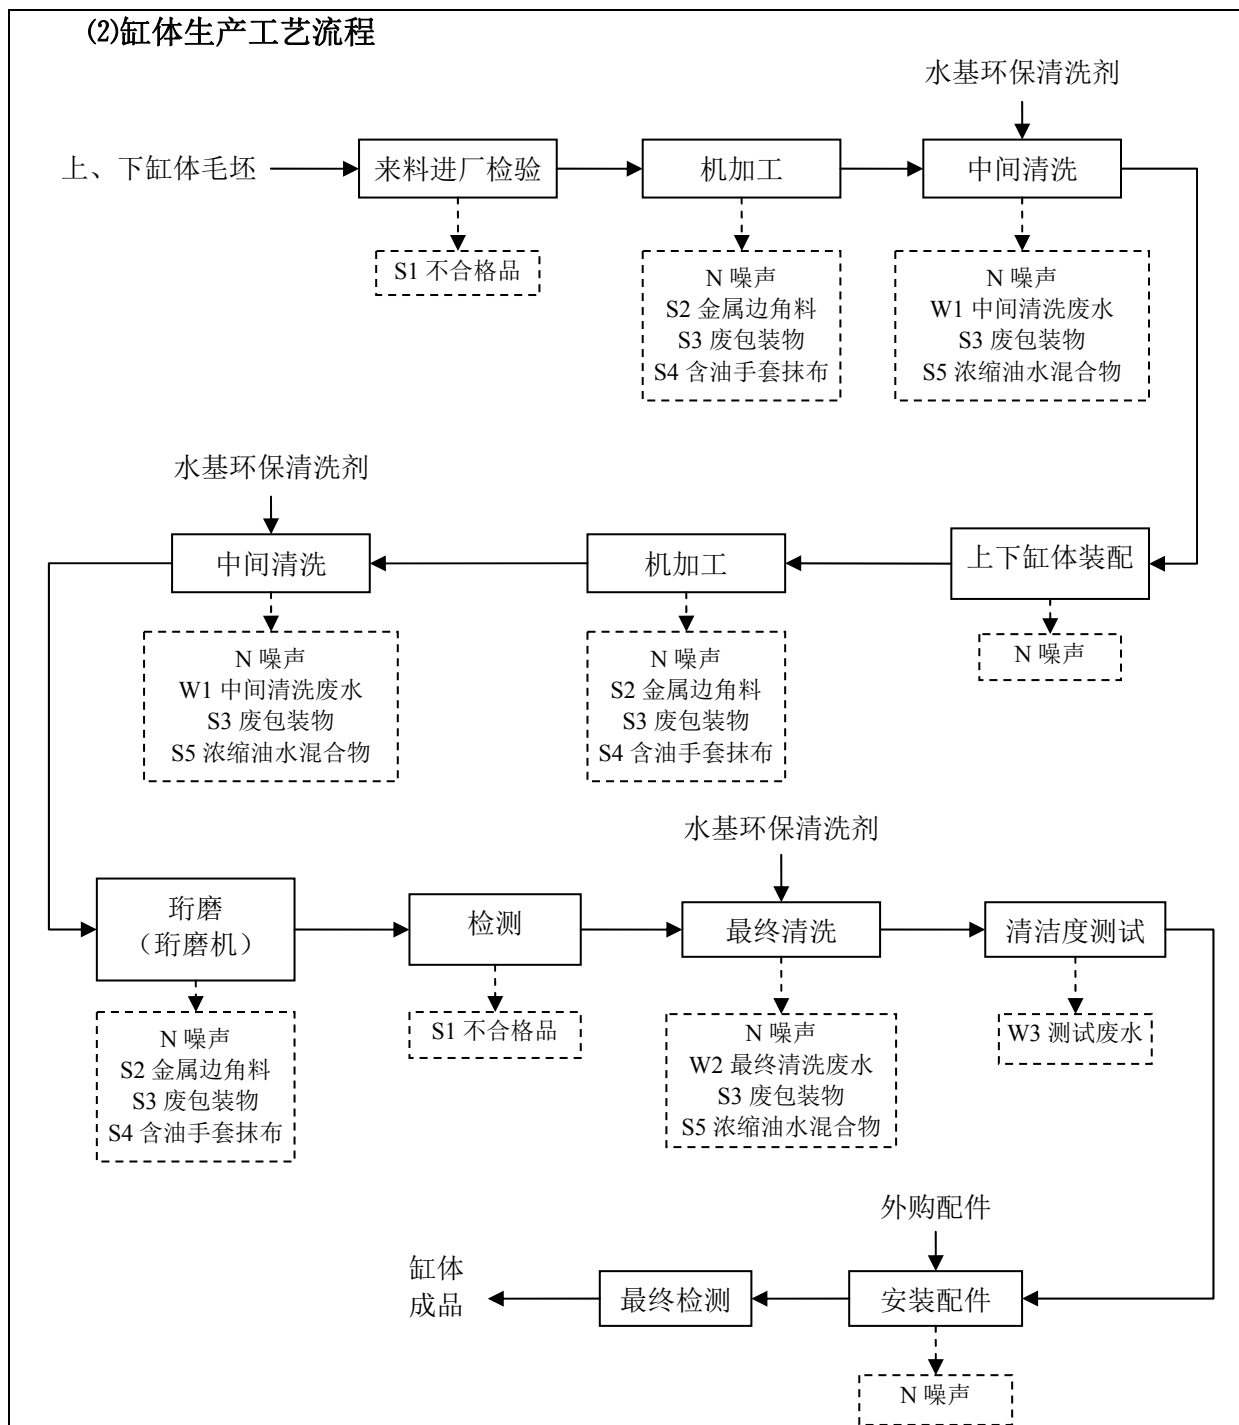 ⑵缸体生产工艺流程
水基环保清洗剂
上、下缸体毛坯
来料进厂检验
机加工
中间清洗
S1 不合格品
N 噪声
S2 金属边角料
S3 废包装物
S4 含油手套抹布
N 噪声
W1 中间清洗废水
S3 废包装物
S5 浓缩油水混合物
水基环保清洗剂
中间清洗
机加工
上下缸体装配
N 噪声
W1 中间清洗废水
S3 废包装物
S5 浓缩油水混合物
N 噪声
S2 金属边角料
S3 废包装物
S4 含油手套抹布
N 噪声
水基环保清洗剂
珩磨
（珩磨机）
检测
最终清洗
清洁度测试
N 噪声
S2 金属边角料
S3 废包装物
S4 含油手套抹布
S1 不合格品
N 噪声
W2 最终清洗废水
S3 废包装物
S5 浓缩油水混合物
W3 测试废水
外购配件
缸体
成品
最终检测
安装配件
N 噪声